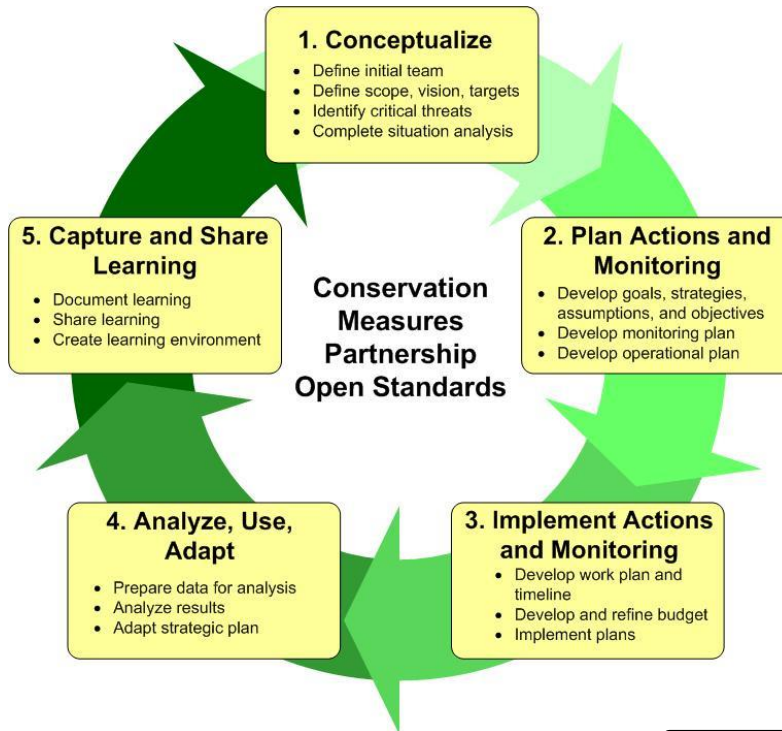 1. Conceptualize
• Define initial team
• Define scope, vision, targets
• Identify critical threats
• Complete situation analysis
2. Plan Actions and
Monitoring
• Develop goals, strategies,
assumptions, and objectives
• Develop monitoring plan
• Develop operational plan
3. Implement Actions
and Monitoring
• Develop work plan and
timeline
• Develop and refine budget
• Implement plans
4. Analyze, Use,
Adapt
• Prepare data for analysis
• Analyze results
• Adapt strategic plan
5. Capture and Share
Learning
• Document learning
• Share learning
• Create learning environment
Conservation
Measures
Partnership
Open Standards